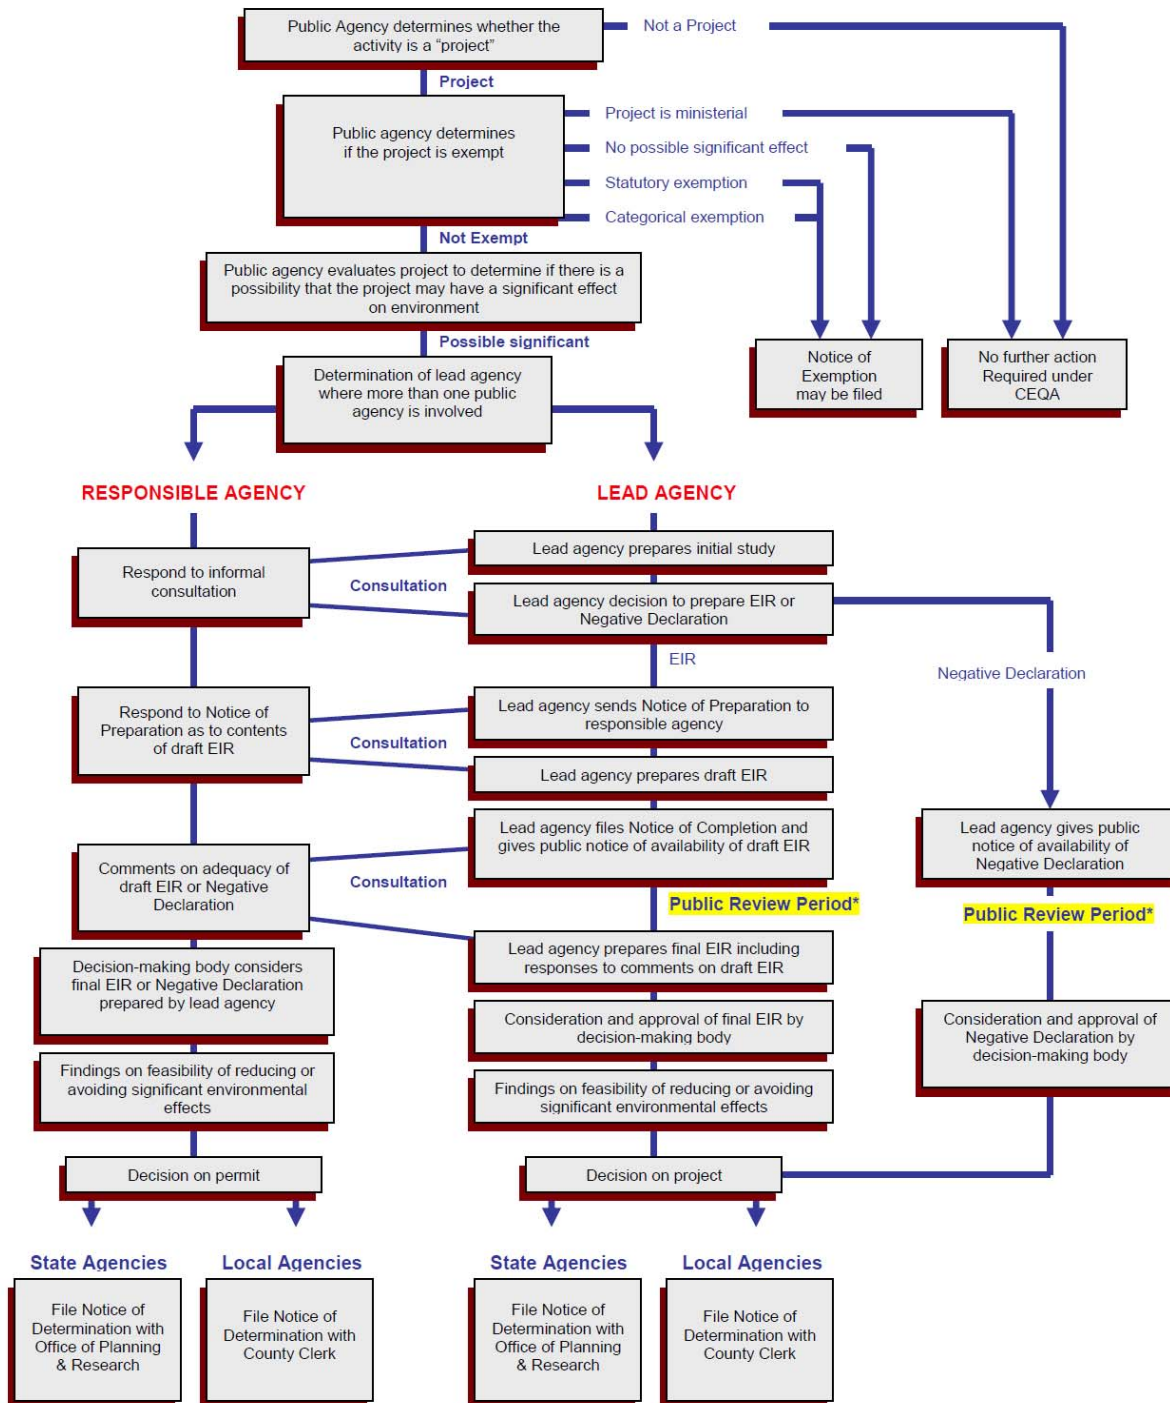 Public Agency determines whether the
activity is a “project”
Not a Project
Project
Public agency determines
if the project is exempt
Project is ministerial
No possible significant effect
Statutory exemption
Categorical exemption
Not Exempt
Public agency evaluates project to determine if there is a
possibility that the project may have a significant effect
on environment
Possible significant
Notice of
Exemption
may be filed
No further action
Required under
CEQA
Determination of lead agency
where more than one public
agency is involved
RESPONSIBLE AGENCY
LEAD AGENCY
Respond to informal
consultation
Consultation
Lead agency prepares initial study
Lead agency decision to prepare EIR or
Negative Declaration
EIR
Negative Declaration
Respond to Notice of
Preparation as to contents
of draft EIR
Consultation
Lead agency sends Notice of Preparation to
responsible agency
Lead agency prepares draft EIR
Comments on adequacy of
draft EIR or Negative
Declaration
Consultation
Lead agency files Notice of Completion and
gives public notice of availability of draft EIR
Lead agency gives public
notice of availability of
Negative Declaration
Public Review Period*
Public Review Period*
Decision-making body considers
final EIR or Negative Declaration
prepared by lead agency
Lead agency prepares final EIR including
responses to comments on draft EIR
Consideration and approval of final EIR by
decision-making body
Consideration and approval of
Negative Declaration by
decision-making body
Findings on feasibility of reducing or
avoiding significant environmental
effects
Findings on feasibility of reducing or avoiding
significant environmental effects
Decision on permit
Decision on project
State Agencies
Local Agencies
State Agencies
Local Agencies
File Notice of
Determination with
Office of Planning
& Research
File Notice of
Determination with
County Clerk
File Notice of
Determination with
Office of Planning
& Research
File Notice of
Determination with
County Clerk